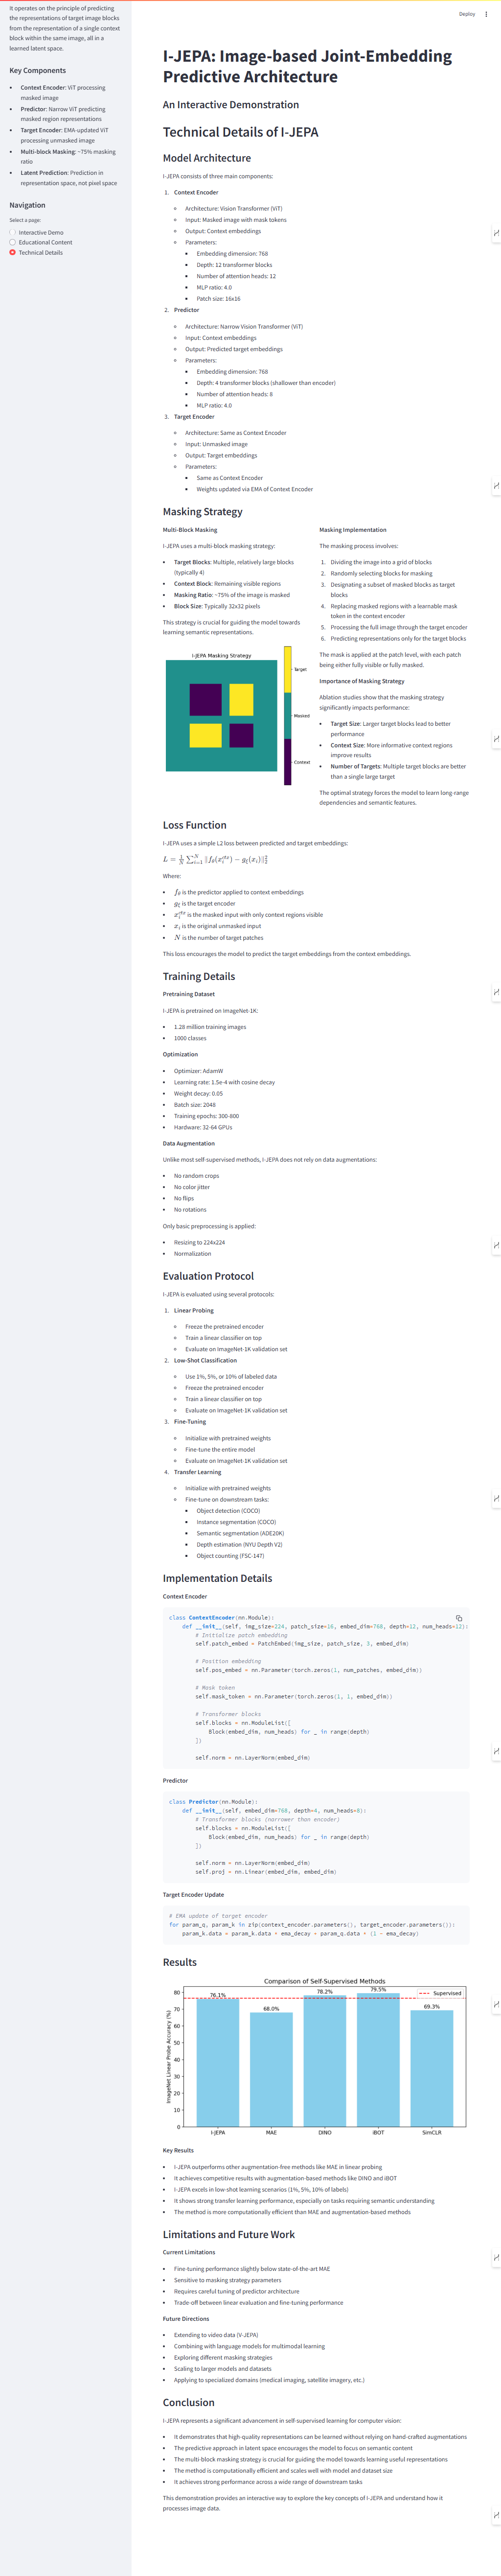 It operates on the principle of predicting
the representations of target image blocks
from the representation of a single context
block within the same image, all in a
learned latent space.
Key Components
• Context Encoder: ViT processing
masked image
• Predictor: Narrow ViT predicting
masked region representations
• Target Encoder: EMA-updated ViT
processing unmasked image
• Multi-block Masking: ~75% masking
ratio
• Latent Prediction: Prediction in
representation space, not pixel space
Navigation
Select a page:
Interactive Demo
Educational Content
Technical Details
Deploy
I-JEPA: Image-based Joint-Embedding
Predictive Architecture
An Interactive Demonstration
Technical Details of I-JEPA
Model Architecture
I-JEPA consists of three main components:
1. Context Encoder
Architecture: Vision Transformer (ViT)
Input: Masked image with mask tokens
Output: Context embeddings
Parameters:
Embedding dimension: 768
Depth: 12 transformer blocks
Number of attention heads: 12
MLP ratio: 4.0
Patch size: 16x16
2. Predictor
Architecture: Narrow Vision Transformer (ViT)
Input: Context embeddings
Output: Predicted target embeddings
Parameters:
Embedding dimension: 768
Depth: 4 transformer blocks (shallower than encoder)
Number of attention heads: 8
MLP ratio: 4.0
3. Target Encoder
Architecture: Same as Context Encoder
Input: Unmasked image
Output: Target embeddings
Parameters:
Same as Context Encoder
Weights updated via EMA of Context Encoder
Masking Strategy
Multi-Block Masking
I-JEPA uses a multi-block masking strategy:
• Target Blocks: Multiple, relatively large blocks
(typically 4)
• Context Block: Remaining visible regions
• Masking Ratio: ~75% of the image is masked
• Block Size: Typically 32x32 pixels
This strategy is crucial for guiding the model towards
learning semantic representations.
I-JEPA Masking Strategy
Target
Masked
Context
Masking Implementation
The masking process involves:
1. Dividing the image into a grid of blocks
2. Randomly selecting blocks for masking
3. Designating a subset of masked blocks as target
blocks
4. Replacing masked regions with a learnable mask
token in the context encoder
5. Processing the full image through the target encoder
6. Predicting representations only for the target blocks
The mask is applied at the patch level, with each patch
being either fully visible or fully masked.
Importance of Masking Strategy
Ablation studies show that the masking strategy
significantly impacts performance:
• Target Size: Larger target blocks lead to better
performance
• Context Size: More informative context regions
improve results
• Number of Targets: Multiple target blocks are better
than a single large target
The optimal strategy forces the model to learn long-range
dependencies and semantic features.
Loss Function
I-JEPA uses a simple L2 loss between predicted and target embeddings:
L = 1/N ∑_{i=1}^{N} ||f_θ(x_i^{ctx}) − g_ξ(x_i)||_2^2
Where:
• f_θ is the predictor applied to context embeddings
• g_ξ is the target encoder
• x_i^{ctx} is the masked input with only context regions visible
• x_i is the original unmasked input
• N is the number of target patches
This loss encourages the model to predict the target embeddings from the context embeddings.
Training Details
Pretraining Dataset
I-JEPA is pretrained on ImageNet-1K:
• 1.28 million training images
• 1000 classes
Optimization
• Optimizer: AdamW
• Learning rate: 1.5e-4 with cosine decay
• Weight decay: 0.05
• Batch size: 2048
• Training epochs: 300-800
• Hardware: 32-64 GPUs
Data Augmentation
Unlike most self-supervised methods, I-JEPA does not rely on data augmentations:
• No random crops
• No color jitter
• No flips
• No rotations
Only basic preprocessing is applied:
• Resizing to 224x224
• Normalization
Evaluation Protocol
I-JEPA is evaluated using several protocols:
1. Linear Probing
Freeze the pretrained encoder
Train a linear classifier on top
Evaluate on ImageNet-1K validation set
2. Low-Shot Classification
Use 1%, 5%, or 10% of labeled data
Freeze the pretrained encoder
Train a linear classifier on top
Evaluate on ImageNet-1K validation set
3. Fine-Tuning
Initialize with pretrained weights
Fine-tune the entire model
Evaluate on ImageNet-1K validation set
4. Transfer Learning
Initialize with pretrained weights
Fine-tune on downstream tasks:
Object detection (COCO)
Instance segmentation (COCO)
Semantic segmentation (ADE20K)
Depth estimation (NYU Depth V2)
Object counting (FSC-147)
Implementation Details
Context Encoder
class ContextEncoder(nn.Module):
def __init__(self, img_size=224, patch_size=16, embed_dim=768, depth=12, num_heads=12):
# Initialize patch embedding
self.patch_embed = PatchEmbed(img_size, patch_size, 3, embed_dim)
# Position embedding
self.pos_embed = nn.Parameter(torch.zeros(1, num_patches, embed_dim))
# Mask token
self.mask_token = nn.Parameter(torch.zeros(1, 1, embed_dim))
# Transformer blocks
self.blocks = nn.ModuleList([
Block(embed_dim, num_heads) for _ in range(depth)
])
self.norm = nn.LayerNorm(embed_dim)
Predictor
class Predictor(nn.Module):
def __init__(self, embed_dim=768, depth=4, num_heads=8):
# Transformer blocks (narrower than encoder)
self.blocks = nn.ModuleList([
Block(embed_dim, num_heads) for _ in range(depth)
])
self.norm = nn.LayerNorm(embed_dim)
self.proj = nn.Linear(embed_dim, embed_dim)
Target Encoder Update
# EMA update of target encoder
for param_q, param_k in zip(context_encoder.parameters(), target_encoder.parameters()):
param_k.data = param_k.data * ema_decay + param_q.data * (1 - ema_decay)
Results
Comparison of Self-Supervised Methods
ImageNet Linear Probe Accuracy (%)
80
70
60
50
40
30
20
10
0
76.1%
68.0%
78.2%
79.5%
69.3%
Supervised
I-JEPA
MAE
DINO
iBOT
SimCLR
Key Results
• I-JEPA outperforms other augmentation-free methods like MAE in linear probing
• It achieves competitive results with augmentation-based methods like DINO and iBOT
• I-JEPA excels in low-shot learning scenarios (1%, 5%, 10% of labels)
• It shows strong transfer learning performance, especially on tasks requiring semantic understanding
• The method is more computationally efficient than MAE and augmentation-based methods
Limitations and Future Work
Current Limitations
• Fine-tuning performance slightly below state-of-the-art MAE
• Sensitive to masking strategy parameters
• Requires careful tuning of predictor architecture
• Trade-off between linear evaluation and fine-tuning performance
Future Directions
• Extending to video data (V-JEPA)
• Combining with language models for multimodal learning
• Exploring different masking strategies
• Scaling to larger models and datasets
• Applying to specialized domains (medical imaging, satellite imagery, etc.)
Conclusion
I-JEPA represents a significant advancement in self-supervised learning for computer vision:
• It demonstrates that high-quality representations can be learned without relying on hand-crafted augmentations
• The predictive approach in latent space encourages the model to focus on semantic content
• The multi-block masking strategy is crucial for guiding the model towards learning useful representations
• The method is computationally efficient and scales well with model and dataset size
• It achieves strong performance across a wide range of downstream tasks
This demonstration provides an interactive way to explore the key concepts of I-JEPA and understand how it
processes image data.